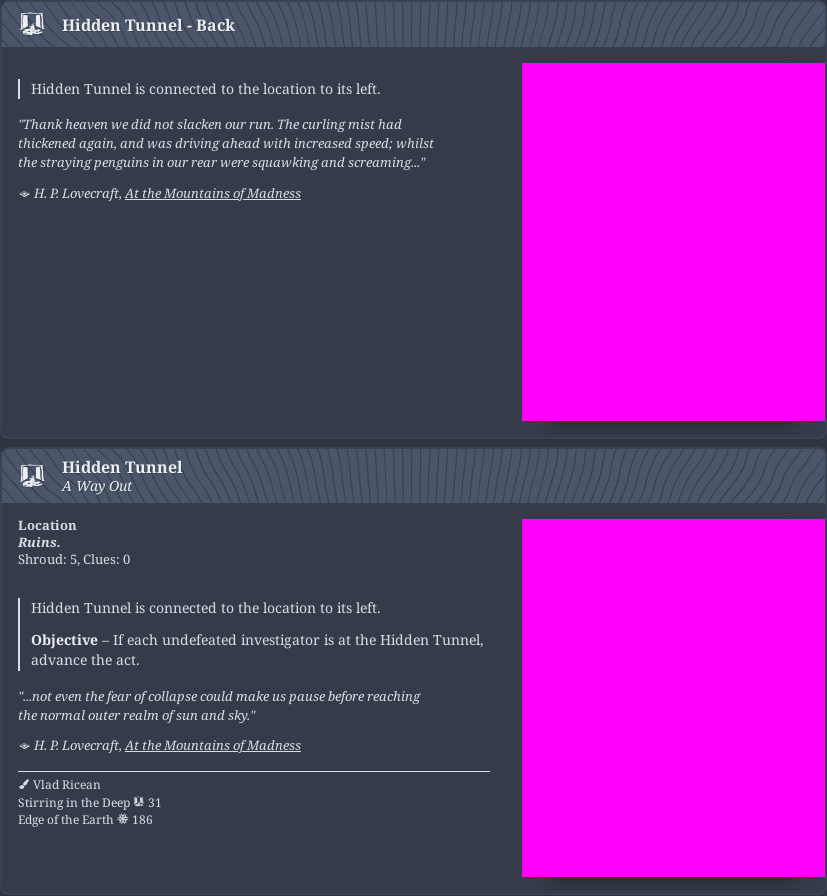 Hidden Tunnel - Back
Hidden Tunnel is connected to the location to its left.
"Thank heaven we did not slacken our run. The curling mist had
thickened again, and was driving ahead with increased speed; whilst
the straying penguins in our rear were squawking and screaming..."
H. P. Lovecraft, At the Mountains of Madness
Hidden Tunnel
A Way Out
Location
Ruins.
Shroud: 5, Clues: 0
Hidden Tunnel is connected to the location to its left.
Objective – If each undefeated investigator is at the Hidden Tunnel,
advance the act.
"...not even the fear of collapse could make us pause before reaching
the normal outer realm of sun and sky."
H. P. Lovecraft, At the Mountains of Madness
Vlad Ricean
Stirring in the Deep 31
Edge of the Earth 186